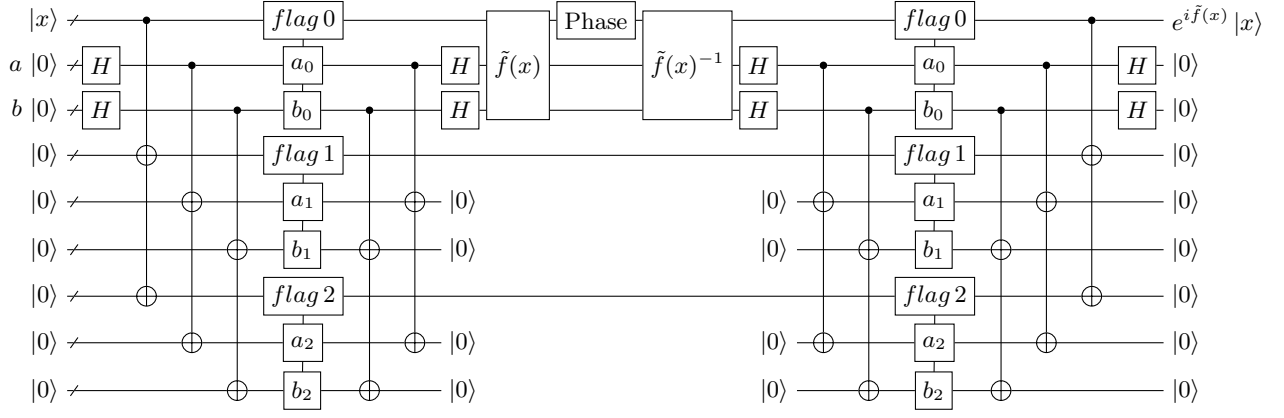 |x⟩ flag 0 f̃(x) Phase f̃(x)⁻¹ flag 0 e^{if̃(x)} |x⟩
a |0⟩ H a₀ H H a₀ H |0⟩
b |0⟩ H b₀ H H b₀ H |0⟩
|0⟩ flag 1 flag 1 |0⟩
|0⟩ a₁ |0⟩ |0⟩ a₁ |0⟩
|0⟩ b₁ |0⟩ |0⟩ b₁ |0⟩
|0⟩ flag 2 flag 2 |0⟩
|0⟩ a₂ |0⟩ |0⟩ a₂ |0⟩
|0⟩ b₂ |0⟩ |0⟩ b₂ |0⟩